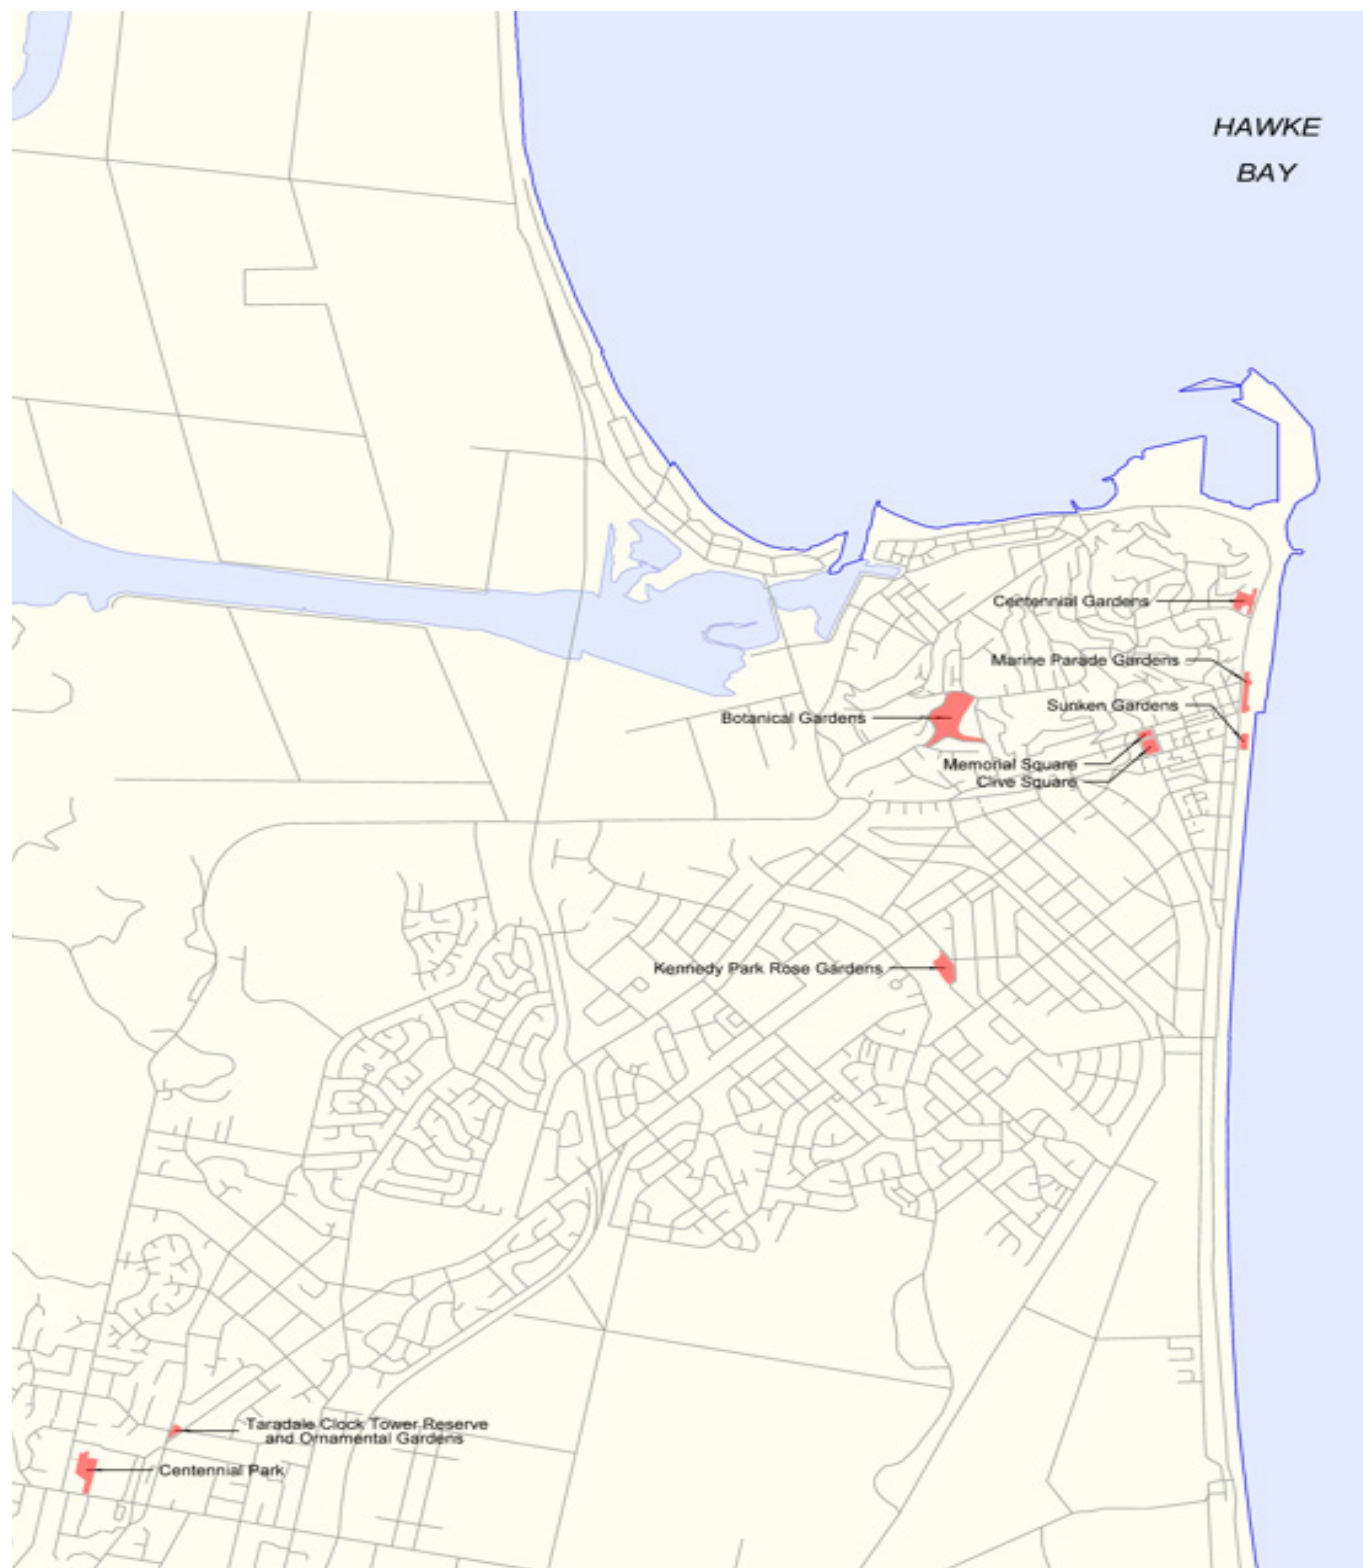 HAWKE
BAY
Centennial Gardens
Marine Parade Gardens
Sunken Gardens
Botanical Gardens
Memorial Square
Clive Square
Kennedy Park Rose Gardens
Taradale Clock Tower Reserve
and Ornamental Gardens
Centennial Park